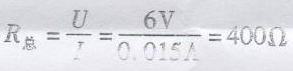 R总 = U/I = 6V/0.015A = 400Ω